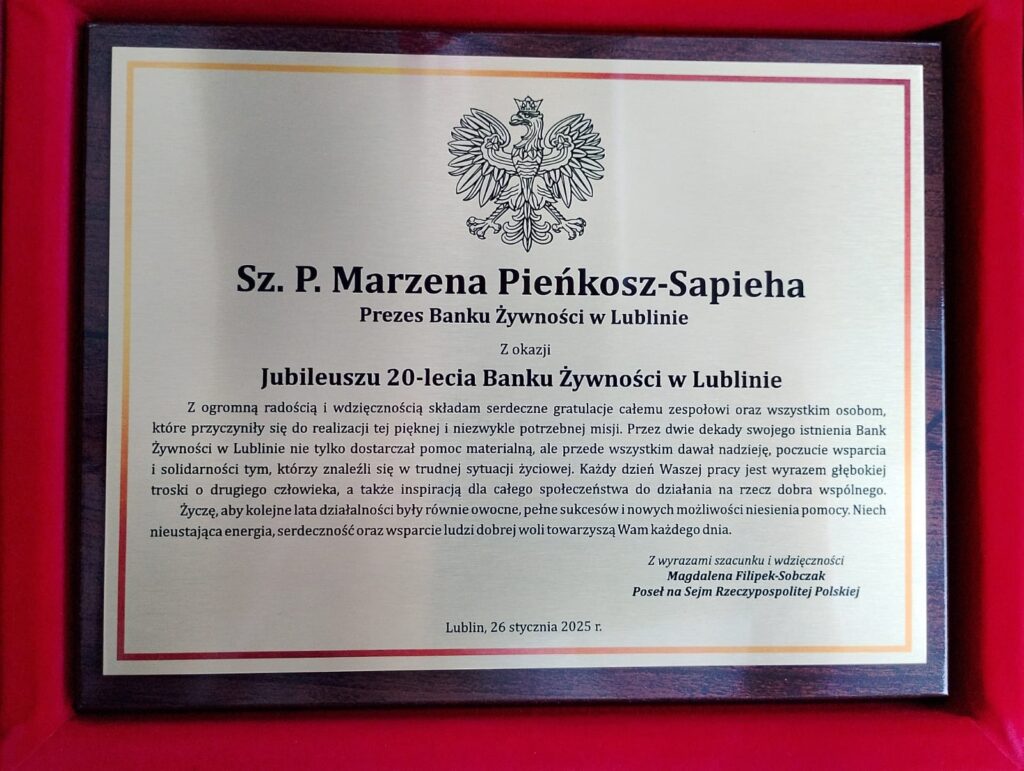 Sz. P. Marzena Pieńkosz-Sapieha
Prezes Banku Żywności w Lublinie
Z okazji
Jubileuszu 20-lecia Banku Żywności w Lublinie
Z ogromną radością i wdzięcznością składam serdeczne gratulacje całemu zespołowi oraz wszystkim osobom,
które przyczyniły się do realizacji tej pięknej i niezwykle potrzebnej misji. Przez dwie dekady swojego istnienia Bank
Żywności w Lublinie nie tylko dostarczał pomoc materialną, ale przede wszystkim dawał nadzieję, poczucie wsparcia
i solidarności tym, którzy znaleźli się w trudnej sytuacji życiowej. Każdy dzień Waszej pracy jest wyrazem głębokiej
troski o drugiego człowieka, a także inspiracją dla całego społeczeństwa do działania na rzecz dobra wspólnego.
Życzę, aby kolejne lata działalności były równie owocne, pełne sukcesów i nowych możliwości niesienia pomocy. Niech
nieustająca energia, serdeczność oraz wsparcie ludzi dobrej woli towarzyszą Wam każdego dnia.
Z wyrazami szacunku i wdzięczności
Magdalena Filipek-Sobczak
Poseł na Sejm Rzeczypospolitej Polskiej
Lublin, 26 stycznia 2025 r.